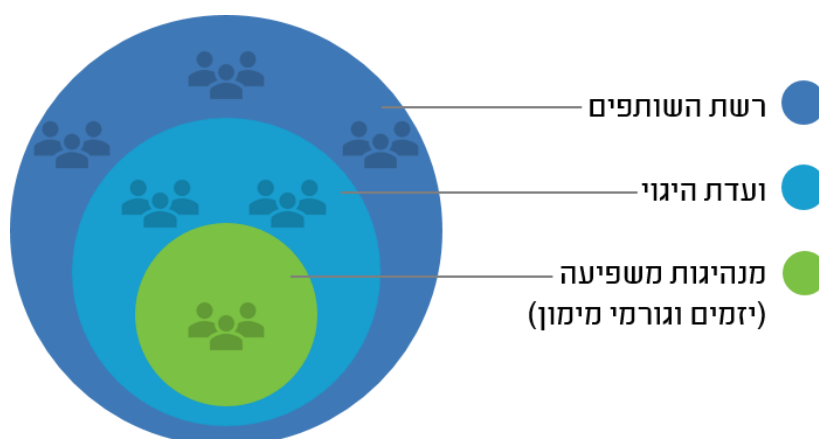 רשת השותפים
ועדת היגוי
מנהיגות משפיעה
(יזמים וגורמי מימון)